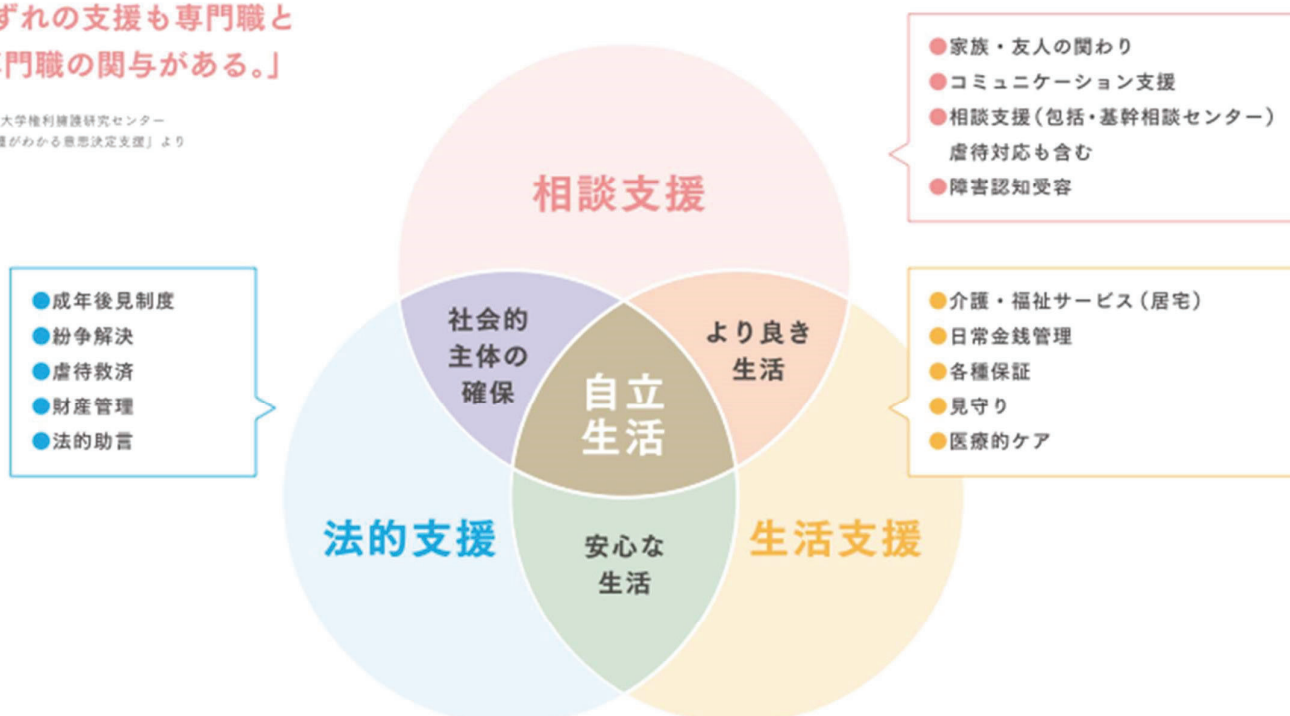 ずれの支援も専門職と
門職の関与がある。」
大学権利擁護研究センター
がわかる意思決定支援」より
●家族・友人の関わり
●コミュニケーション支援
●相談支援(包括・基幹相談センター)
虐待対応も含む
●障害認知受容
相談支援
●成年後見制度
●紛争解決
●虐待救済
●財産管理
●法的助言
社会的
主体の
確保
より良き
生活
自立
生活
●介護・福祉サービス(居宅)
●日常金銭管理
●各種保証
●見守り
●医療的ケア
法的支援
安心な
生活
生活支援